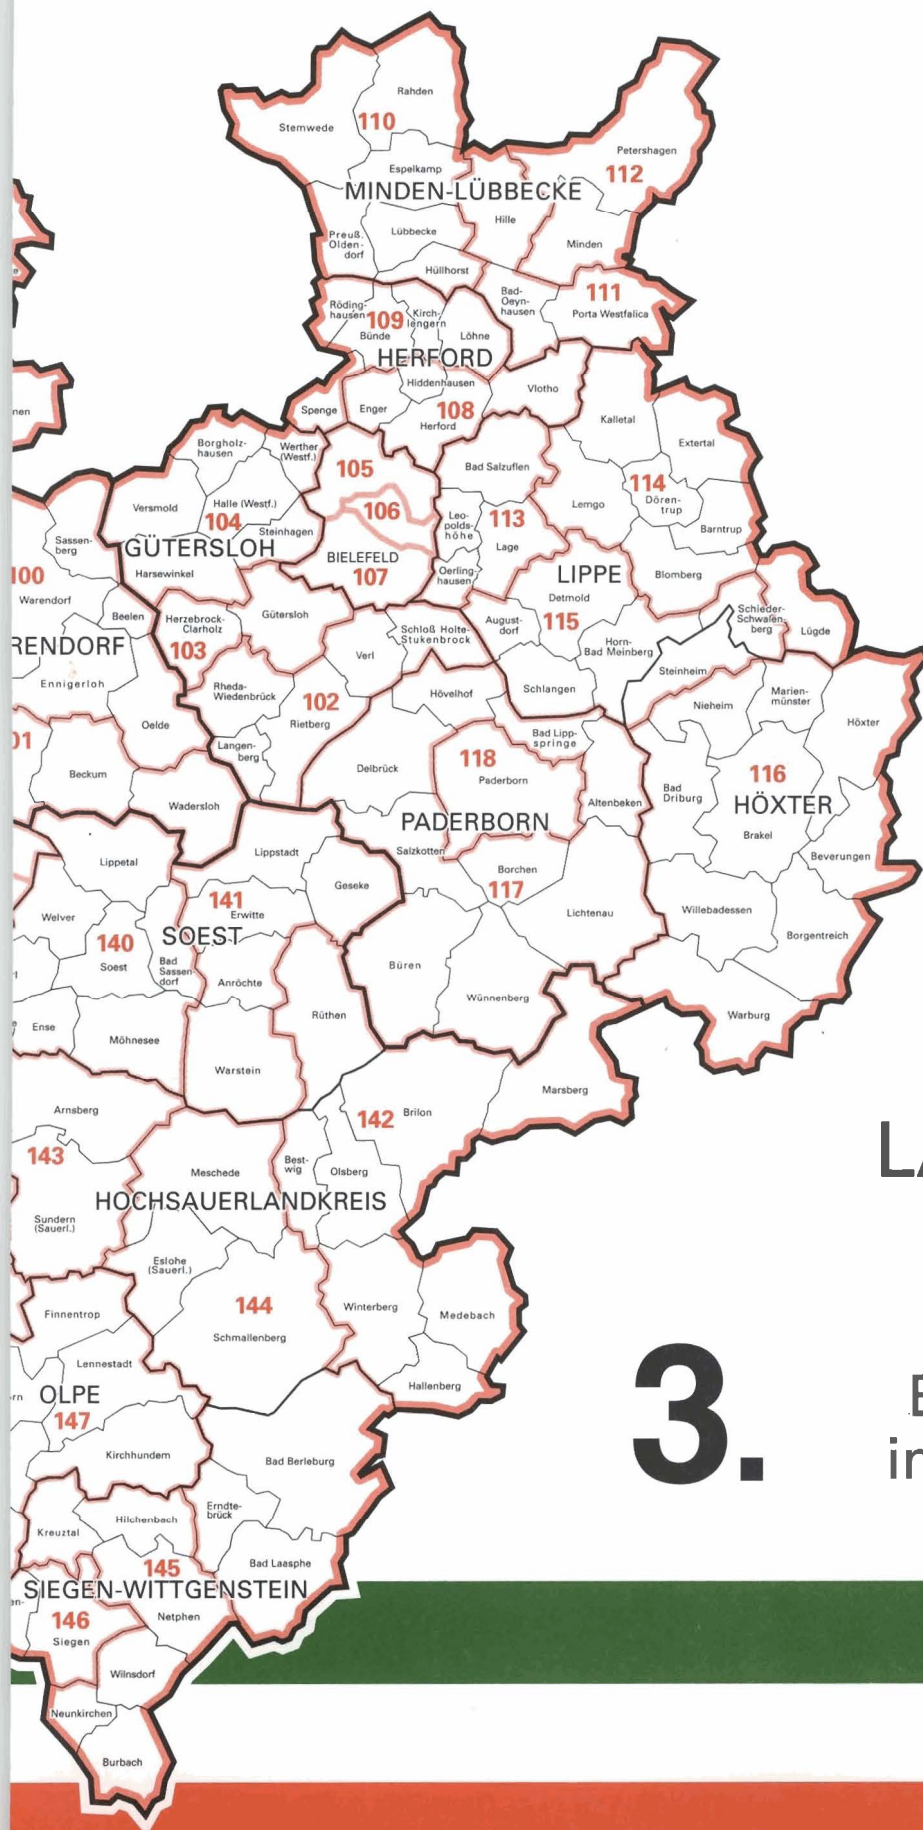 Rahden
Stemwede
110
Petershagen
Espelkamp
112
MINDEN-LÜBBECKE
Hille
Preuß.
Olden-
dorf
Lübbecke
Minden
Hüllhorst
Bad-
Oeyn-
hausen
111
Porta Westfalica
Röding-
hausen
109
Kirch-
lengern
Bünde
Löhne
HERFORD
Hiddenhausen
Vlotho
Spenge
Enger
108
Herford
Kalletal
Extertal
Borgholz-
hausen
Werther
(Westf.)
105
Bad Salzuflen
114
Versmold
Halle (Westf.)
106
Leo-
polds-
höhe
113
Lemgo
Dören-
trup
104
Steinhagen
Barntrup
Sassen-
berg
GÜTERSLOH
BIELEFELD
Lage
100
Harsewinkel
107
Oerling-
hausen
LIPPE
Blomberg
Warendorf
Detmold
Beelen
Herzebrock-
Clarholz
Gütersloh
Schloß Holte-
Stukenbrock
August-
dorf
115
Schieder-
Schwalen-
berg
Lügde
RENDORF
103
Verl
Horn-
Bad Meinberg
Steinheim
Ennigerloh
Rheda-
Wiedenbrück
102
Hövelhof
Schlangen
Nieheim
Marien-
münster
Rietberg
Oelde
Höxter
01
Langen-
berg
Bad Lipp-
springe
118
Beckum
Delbrück
Paderborn
116
Wadersloh
PADERBORN
Altenbeken
Bad
Driburg
HÖXTER
Brakel
Lippetal
Lippstadt
Salzkotten
Beverungen
Geseke
Borchen
141
117
Welver
Erwitte
Lichtenau
Willebadessen
140
SOEST
Borgentreich
Soest
Bad
Sassen-
dorf
Anröchte
Büren
Wünnenberg
Ense
Möhnesee
Rüthen
Warburg
Warstein
Marsberg
Arnsberg
142
Brilon
143
Meschede
Best-
wig
Olsberg
HOCHSAUERLANDKREIS
Sundern
(Sauerl.)
Eslohe
(Sauerl.)
144
Winterberg
Medebach
Finnentrop
Schmallenberg
Lennestadt
Hallenberg
OLPE
147
3.
Kirchhundem
Bad Berleburg
in
Erndte-
brück
Kreuztal
Hilchenbach
145
Bad Laasphe
SIEGEN-WITTGENSTEIN
146
Netphen
Siegen
Wilnsdorf
Neunkirchen
Burbach